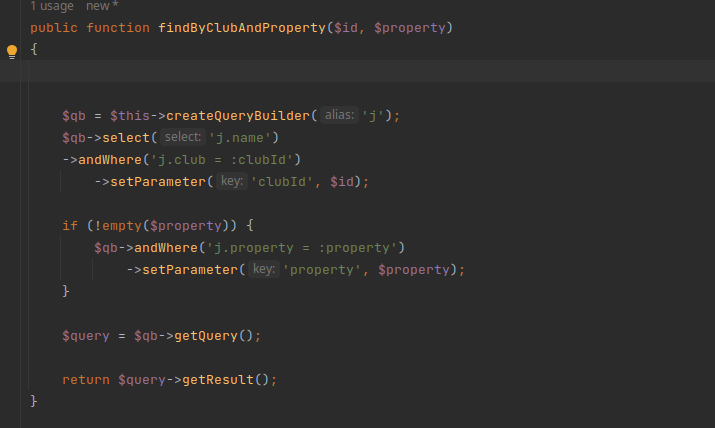 1 usage new *
public function findByClubAndProperty($id, $property)
{
$qb = $this->createQueryBuilder( alias: 'j');
$qb->select( select: 'j.name')
->andWhere('j.club = :clubId')
->setParameter( key: 'clubId', $id);
if (!empty($property)) {
$qb->andWhere('j.property = :property')
->setParameter( key: 'property', $property);
}
$query = $qb->getQuery();
return $query->getResult();
}